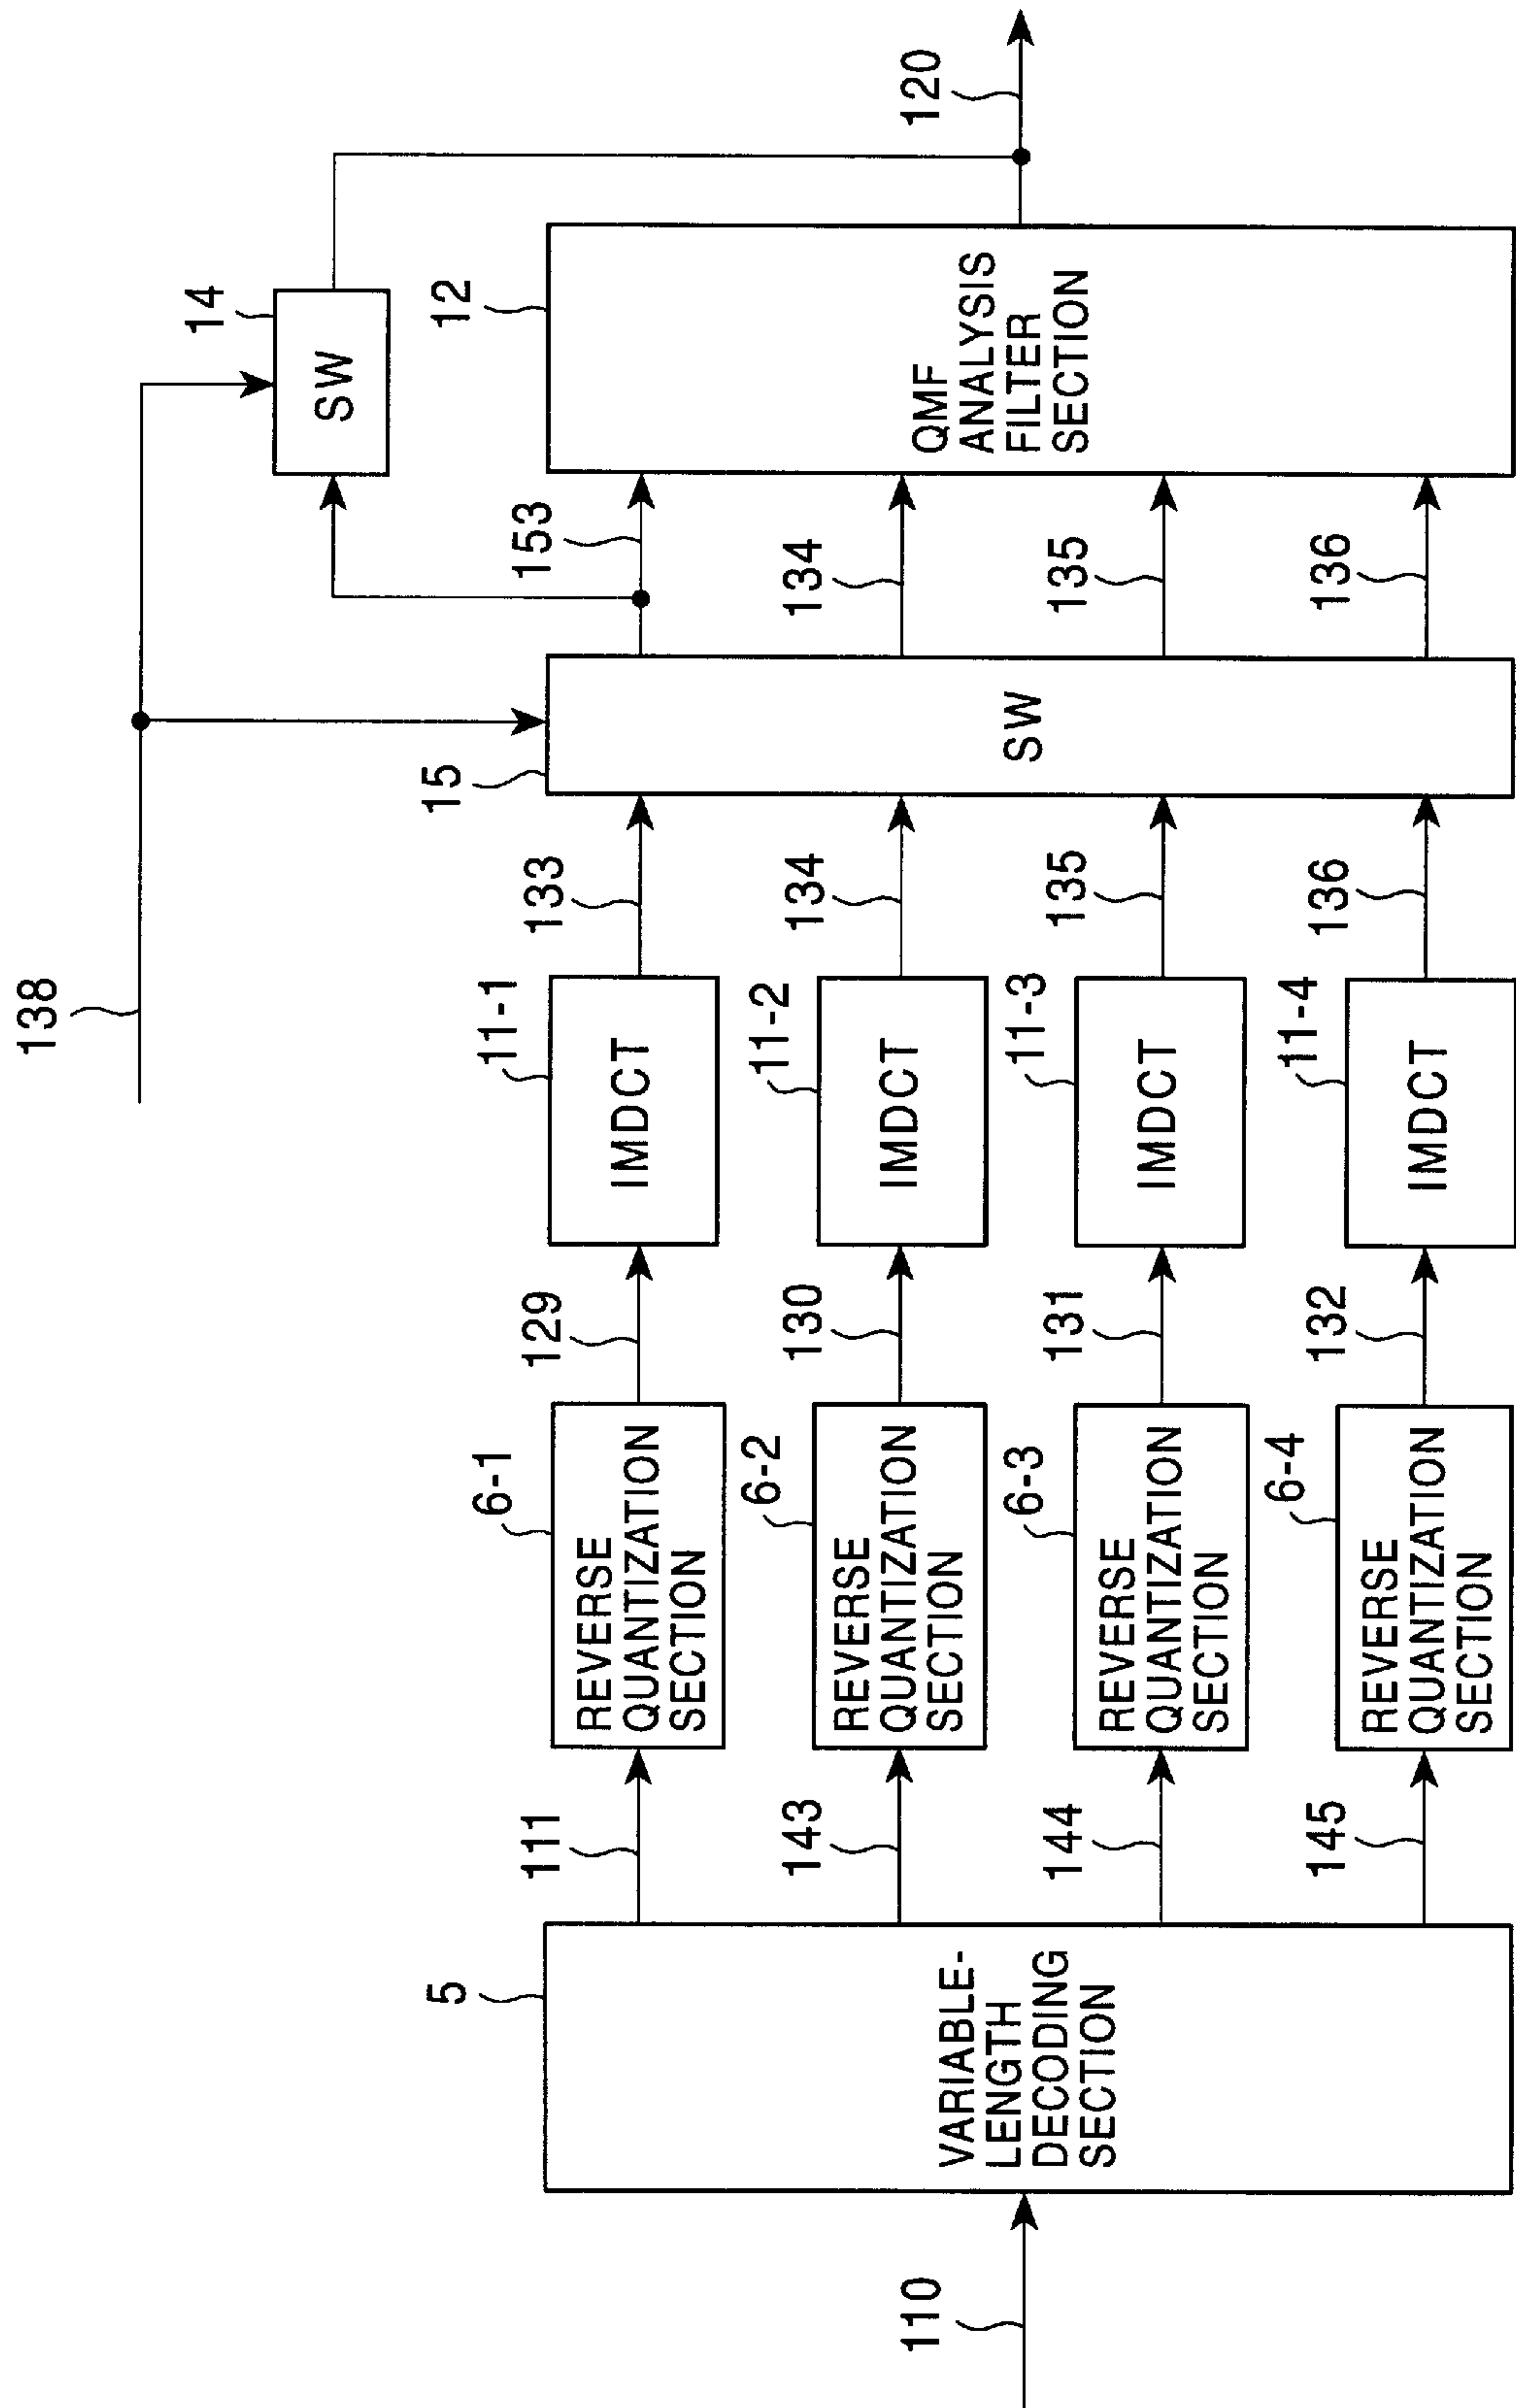 138
14
SW
15
12
120
110
5
VARIABLE-
LENGTH
DECODING
SECTION
111
6-1
REVERSE
QUANTIZATION
SECTION
129
11-1
IMDCT
133
153
143
6-2
REVERSE
QUANTIZATION
SECTION
130
11-2
IMDCT
134
SW
134
QMF
ANALYSIS
FILTER
SECTION
144
6-3
REVERSE
QUANTIZATION
SECTION
131
11-3
IMDCT
135
135
145
6-4
REVERSE
QUANTIZATION
SECTION
132
11-4
IMDCT
136
136